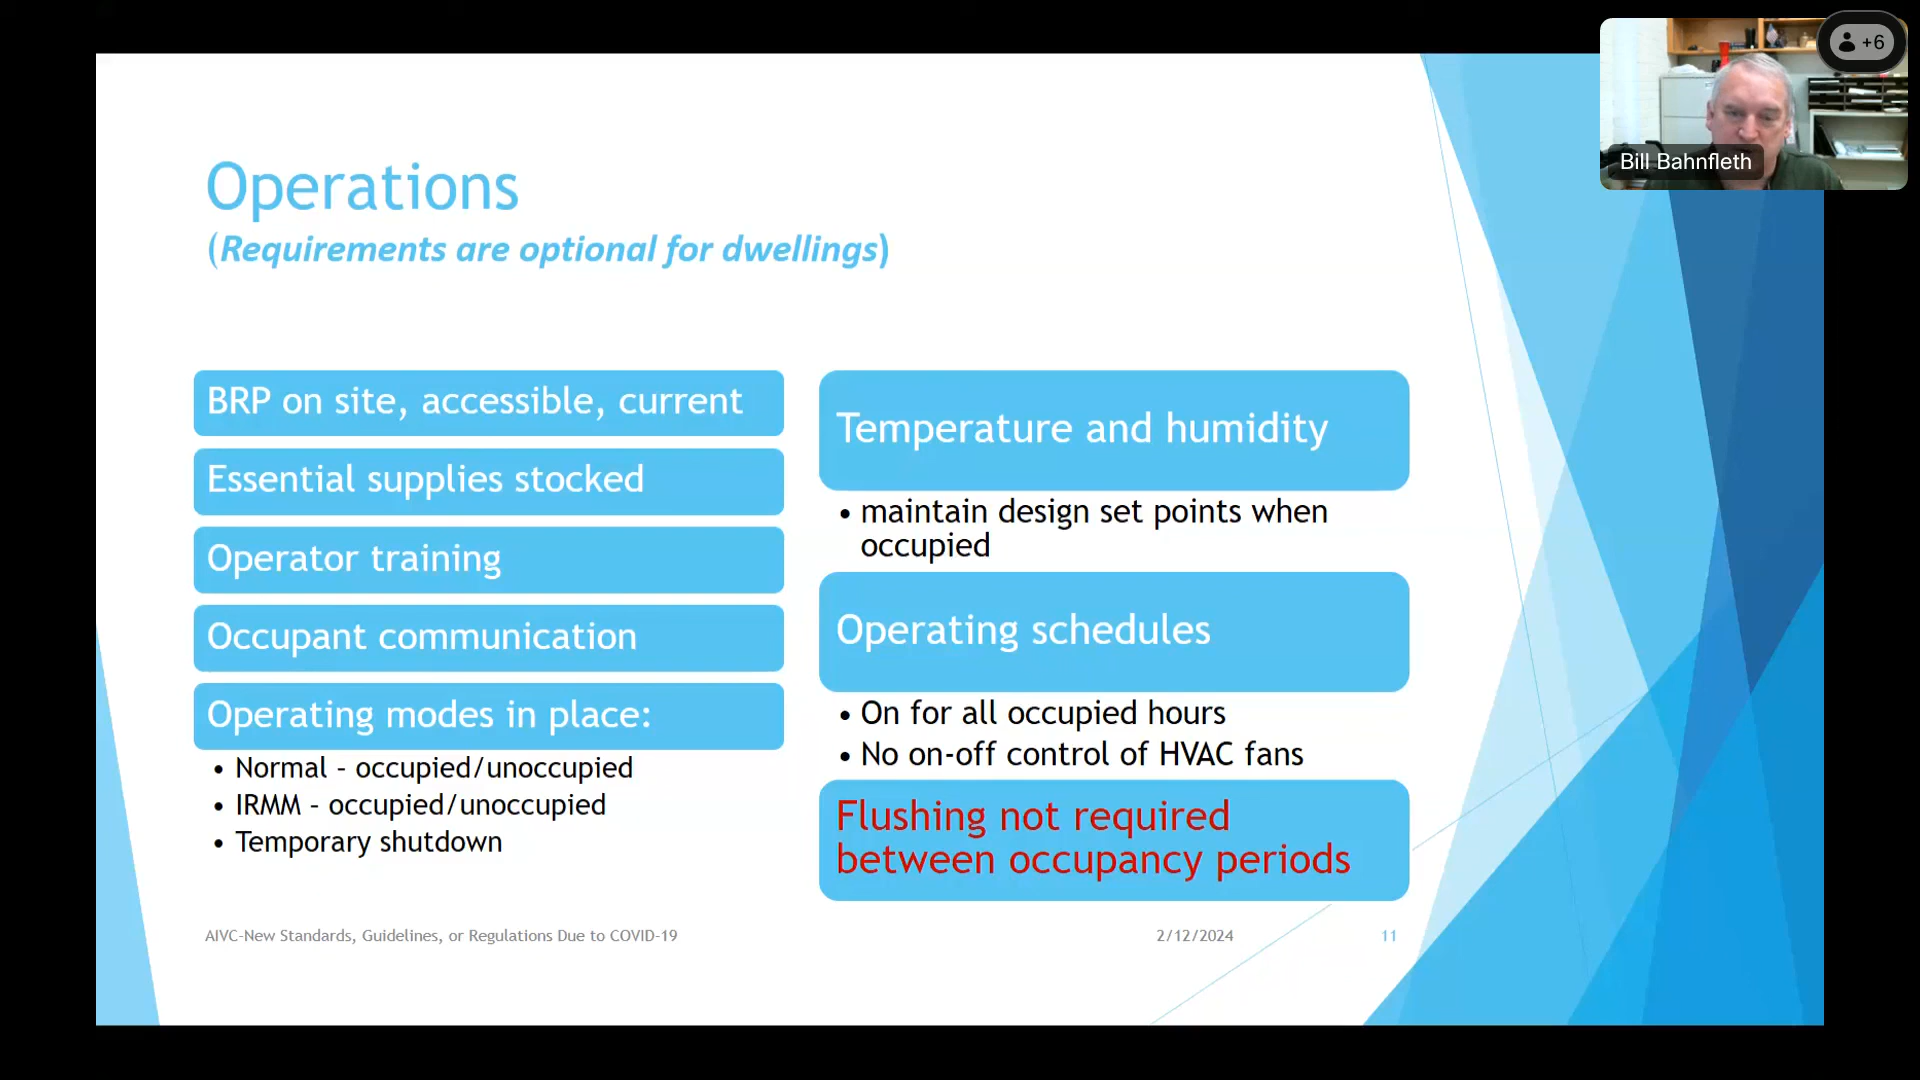 Operations
(Requirements are optional for dwellings)
BRP on site, accessible, current
Essential supplies stocked
Operator training
Occupant communication
Operating modes in place:
• Normal – occupied/unoccupied
• IRMM – occupied/unoccupied
• Temporary shutdown
Temperature and humidity
• maintain design set points when
occupied
Operating schedules
• On for all occupied hours
• No on-off control of HVAC fans
Flushing not required
between occupancy periods
AIVC-New Standards, Guidelines, or Regulations Due to COVID-19
2/12/2024
11
+6
Bill Bahnfleth